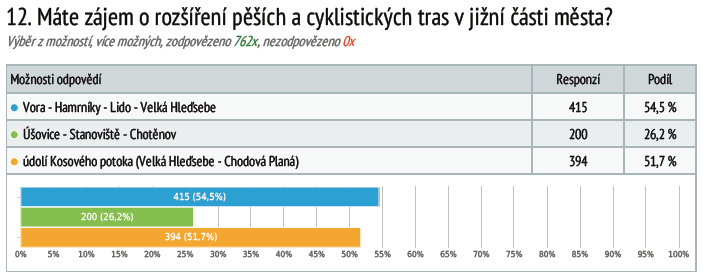 12. Máte zájem o rozšíření pěších a cyklistických tras v jižní části města?
Výběr z možností, více možných, zodpovězeno 762x, nezodpovězeno 0x
Možnosti odpovědí Responzí Podíl
Vora - Hamrníky - Lido - Velká Hleďsebe 415 54,5 %
Úšovice - Stanoviště - Chotěnov 200 26,2 %
údolí Kosového potoka (Velká Hleďsebe - Chodová Planá) 394 51,7 %
415 (54,5%)
200 (26,2%)
394 (51,7%)
0% 5% 10% 15% 20% 25% 30% 35% 40% 45% 50% 55% 60% 65% 70% 75% 80% 85% 90% 95% 100%